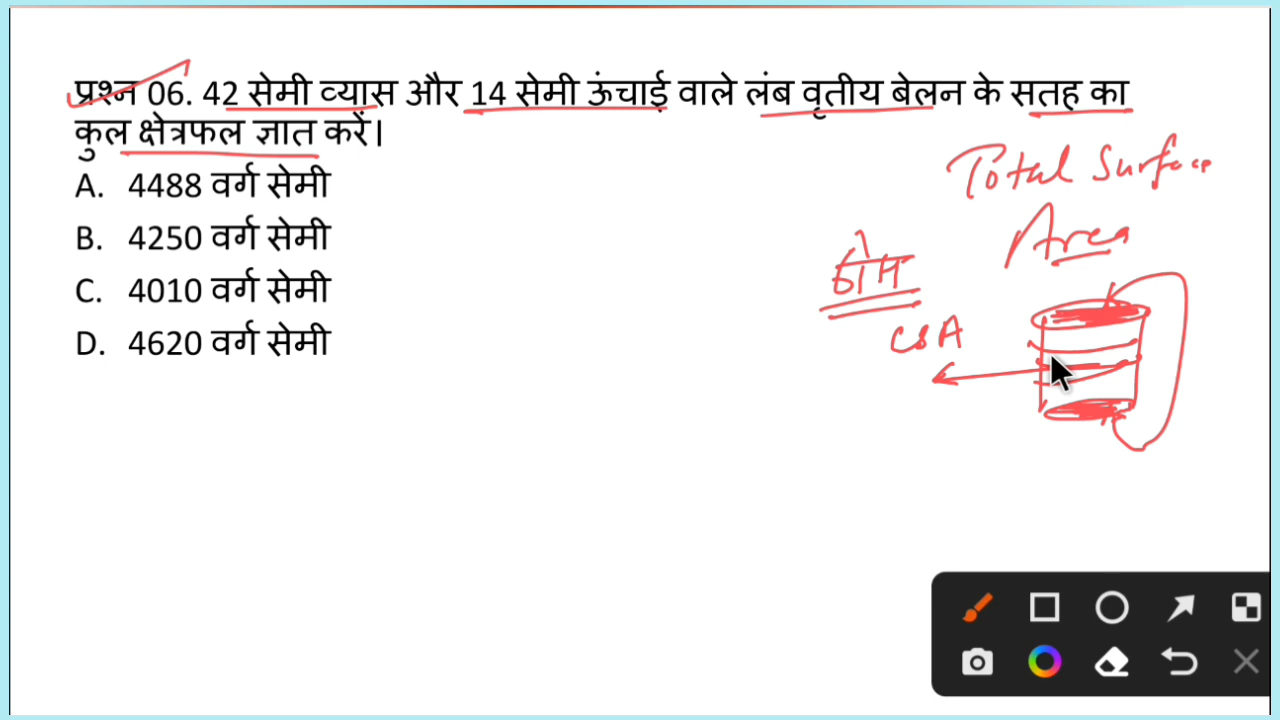 प्रश्न 06. 42 सेमी व्यास और 14 सेमी ऊंचाई वाले लंब वृतीय बेलन के सतह का
कुल क्षेत्रफल ज्ञात करें।
A. 4488 वर्ग सेमी
B. 4250 वर्ग सेमी
C. 4010 वर्ग सेमी
D. 4620 वर्ग सेमी
Total Surface
Area
ठोस
CSA